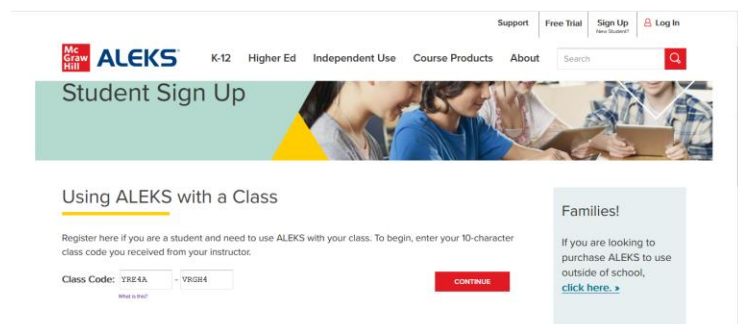 Support Free Trial Sign Up Log In
New Student?
Mc
Graw
Hill
ALEKS K-12 Higher Ed Independent Use Course Products About Search
Student Sign Up
Using ALEKS with a Class
Register here if you are a student and need to use ALEKS with your class. To begin, enter your 10-character
class code you received from your instructor.
Class Code: YRE4A - VRGH4
What is this?
CONTINUE
Families!
If you are looking to
purchase ALEKS to use
outside of school,
click here. »